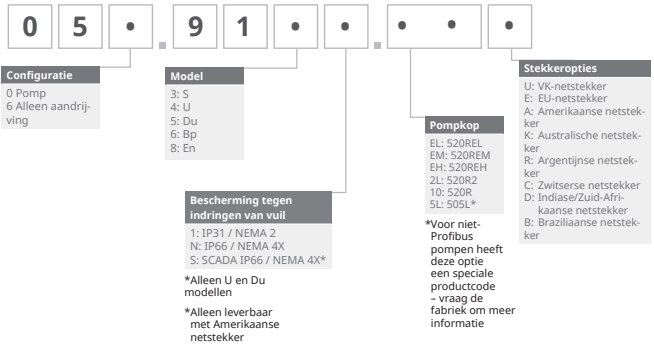 0 5 • . 9 1 • • . • • •
Configuratie
0 Pomp
6 Alleen aandrij-
ving
Model
3: S
4: U
5: Du
6: Bp
8: En
Bescherming tegen
indringen van vuil
1: IP31 / NEMA 2
N: IP66 / NEMA 4X
S: SCADA IP66 / NEMA 4X*
*Alleen U en Du
modellen
*Alleen leverbaar
met Amerikaanse
netstekker
Pompkop
EL: 520REL
EM: 520REM
EH: 520REH
2L: 520R2
10: 520R
5L: 505L*
*Voor niet-
Profibus
pompen heeft
deze optie
een speciale
productcode
– vraag de
fabriek om meer
informatie
Stekkeropties
U: VK-netstekker
E: EU-netstekker
A: Amerikaanse netstek-
ker
K: Australische netstek-
ker
R: Argentijnse netstek-
ker
C: Zwitserse netstekker
D: Indiase/Zuid-Afri-
kaanse netstekker
B: Braziliaanse netstek-
ker